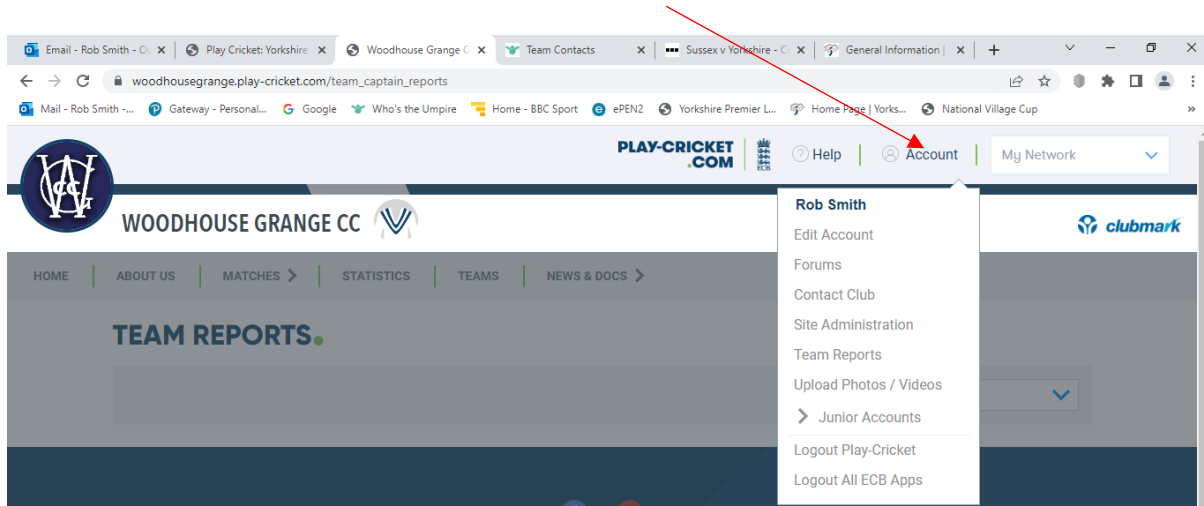 Email - Rob Smith - O
Play Cricket: Yorkshire
Woodhouse Grange C
Team Contacts
Sussex v Yorkshire - C
General Information |
woodhousegrange.play-cricket.com/team_captain_reports
Mail - Rob Smith -...
Gateway - Personal...
Google
Who's the Umpire
Home - BBC Sport
ePEN2
Yorkshire Premier L...
Home Page | Yorks...
National Village Cup
»
PLAY-CRICKET
.COM
ECB
Help
Account
My Network
WCC
G
WOODHOUSE GRANGE CC
clubmark
HOME
ABOUT US
MATCHES
STATISTICS
TEAMS
NEWS & DOCS
TEAM REPORTS.
Rob Smith
Edit Account
Forums
Contact Club
Site Administration
Team Reports
Upload Photos / Videos
Junior Accounts
Logout Play-Cricket
Logout All ECB Apps